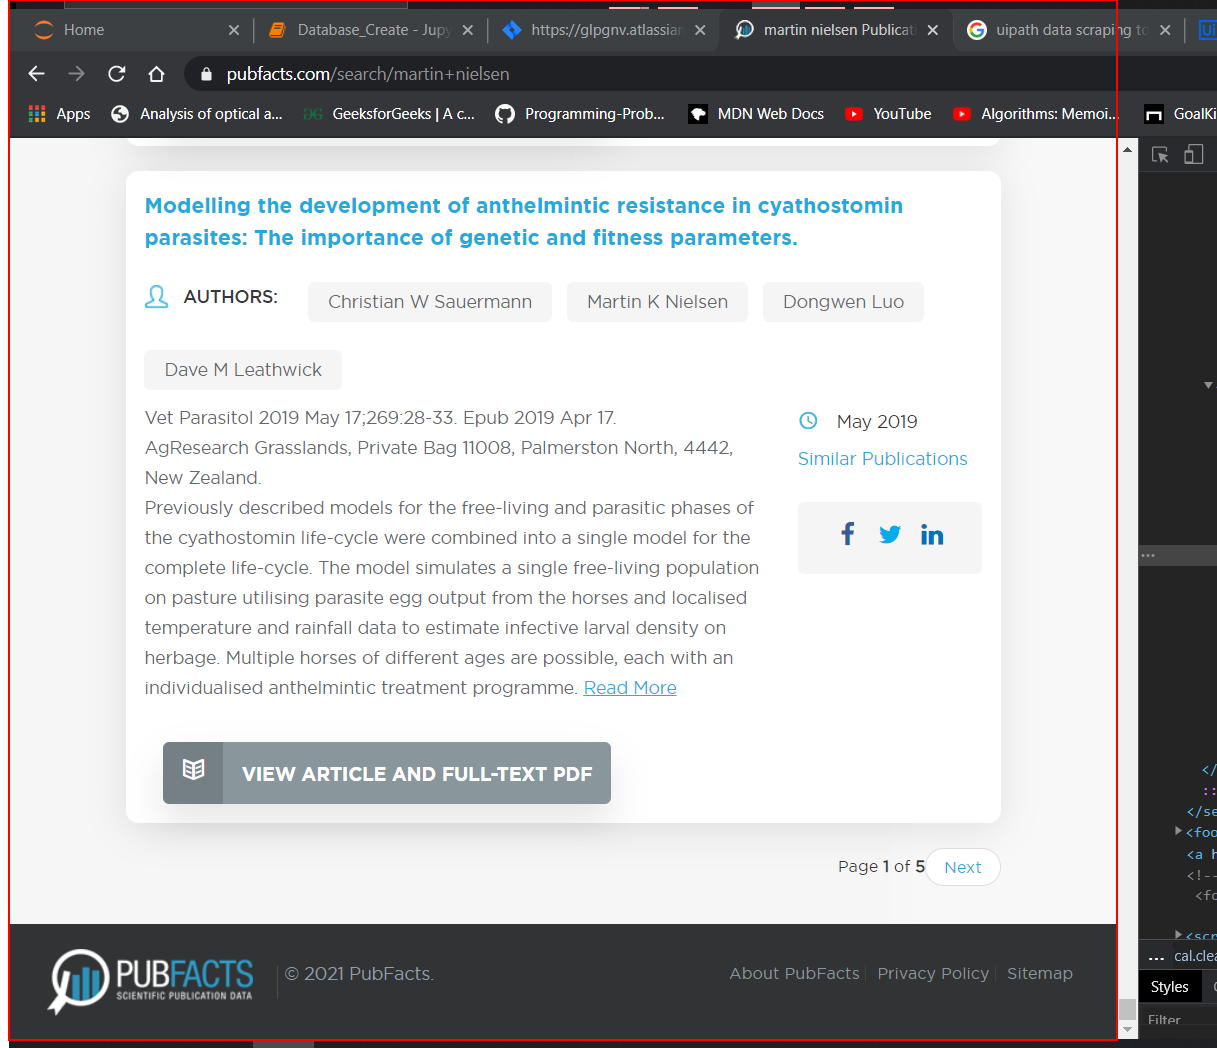 Home
Database_Create - Jupy
https://glpgnv.atlassian
martin nielsen Publicati
uipath data scraping to
Ui
pubfacts.com/search/martin+nielsen
Apps
Analysis of optical a...
GeeksforGeeks | A c...
Programming-Prob...
MDN Web Docs
YouTube
Algorithms: Memoi...
GoalKi
Modelling the development of anthelmintic resistance in cyathostomin
parasites: The importance of genetic and fitness parameters.
AUTHORS:
Christian W Sauermann
Martin K Nielsen
Dongwen Luo
Dave M Leathwick
Vet Parasitol 2019 May 17;269:28-33. Epub 2019 Apr 17.
AgResearch Grasslands, Private Bag 11008, Palmerston North, 4442,
New Zealand.
Previously described models for the free-living and parasitic phases of
the cyathostomin life-cycle were combined into a single model for the
complete life-cycle. The model simulates a single free-living population
on pasture utilising parasite egg output from the horses and localised
temperature and rainfall data to estimate infective larval density on
herbage. Multiple horses of different ages are possible, each with an
individualised anthelmintic treatment programme. Read More
May 2019
Similar Publications
VIEW ARTICLE AND FULL-TEXT PDF
Page 1 of 5
Next
PUBFACTS
SCIENTIFIC PUBLICATION DATA
© 2021 PubFacts.
About PubFacts
Privacy Policy
Sitemap
...
</
::
</se
<foo
<a h
<!--
<fo
<scr
... cal.clea
Styles
Filter